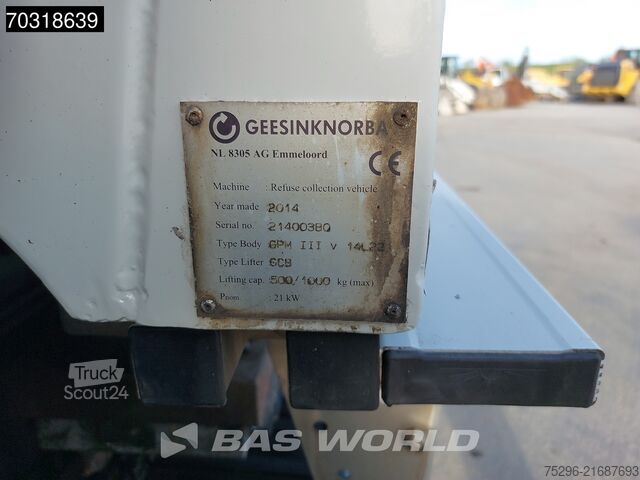 70318639
GEESINKNORBA
NL 8305 AG Emmeloord
CE
Machine : Refuse collection vehicle
Year made : 2014
Serial no. : 21400380
Type Body : GPM III v 14L23
Type Lifter : GCB
Lifting cap. : 500/1000 kg (max)
Pnom. : 21 kW
Truck
Scout24
BAS WORLD
75296-21687693